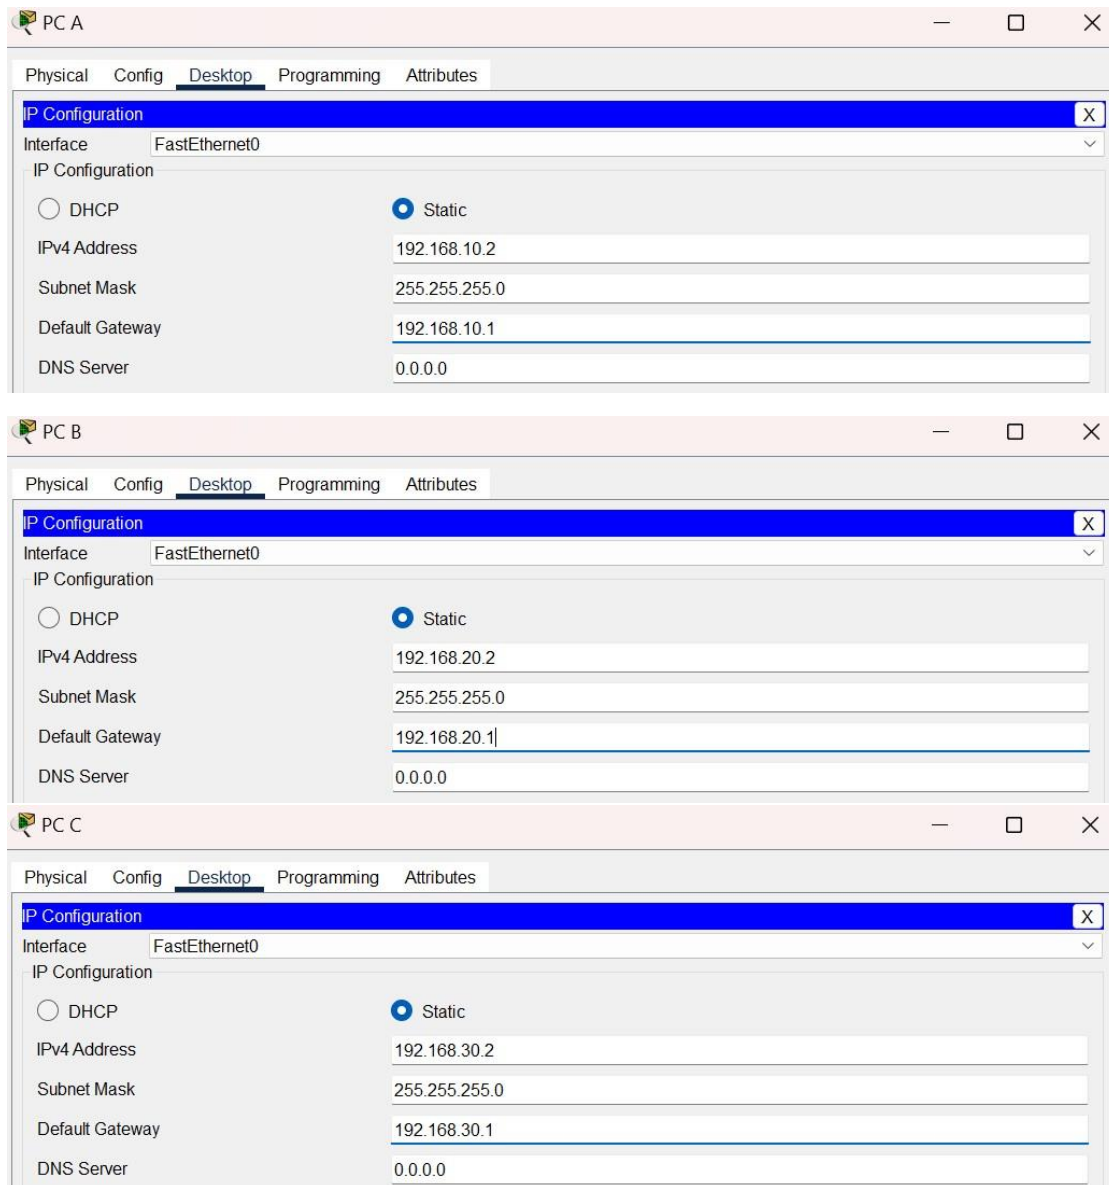 PC A
Physical Config Desktop Programming Attributes
IP Configuration X
Interface FastEthernet0
IP Configuration
DHCP Static
IPv4 Address 192.168.10.2
Subnet Mask 255.255.255.0
Default Gateway 192.168.10.1
DNS Server 0.0.0.0
PC B
Physical Config Desktop Programming Attributes
IP Configuration X
Interface FastEthernet0
IP Configuration
DHCP Static
IPv4 Address 192.168.20.2
Subnet Mask 255.255.255.0
Default Gateway 192.168.20.1
DNS Server 0.0.0.0
PC C
Physical Config Desktop Programming Attributes
IP Configuration X
Interface FastEthernet0
IP Configuration
DHCP Static
IPv4 Address 192.168.30.2
Subnet Mask 255.255.255.0
Default Gateway 192.168.30.1
DNS Server 0.0.0.0